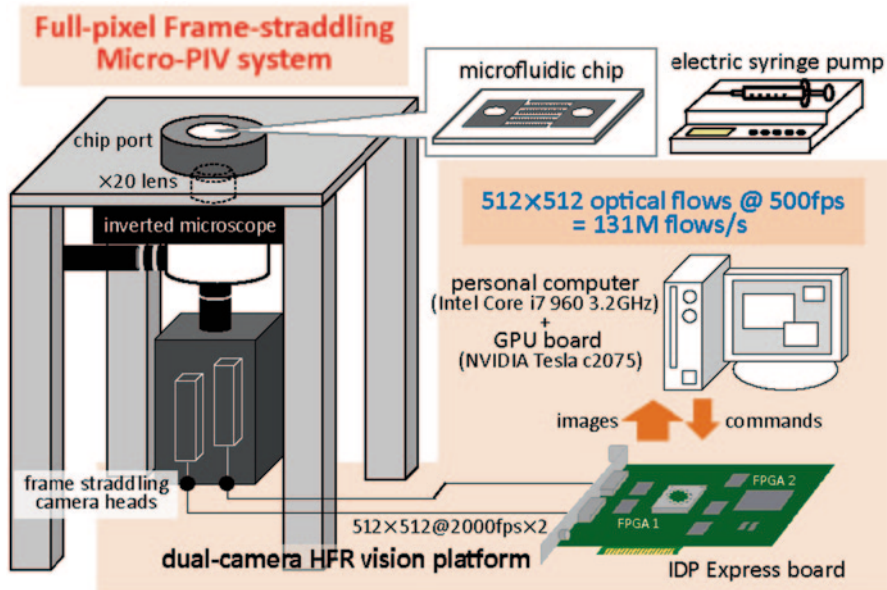 Full-pixel Frame-straddling
Micro-PIV system
microfluidic chip
electric syringe pump
chip port
×20 lens
inverted microscope
512×512 optical flows @ 500fps
= 131M flows/s
personal computer
(Intel Core i7 960 3.2GHz)
+
GPU board
(NVIDIA Tesla c2075)
images
commands
frame straddling
camera heads
512×512@2000fps×2
FPGA 1
FPGA 2
dual-camera HFR vision platform
IDP Express board